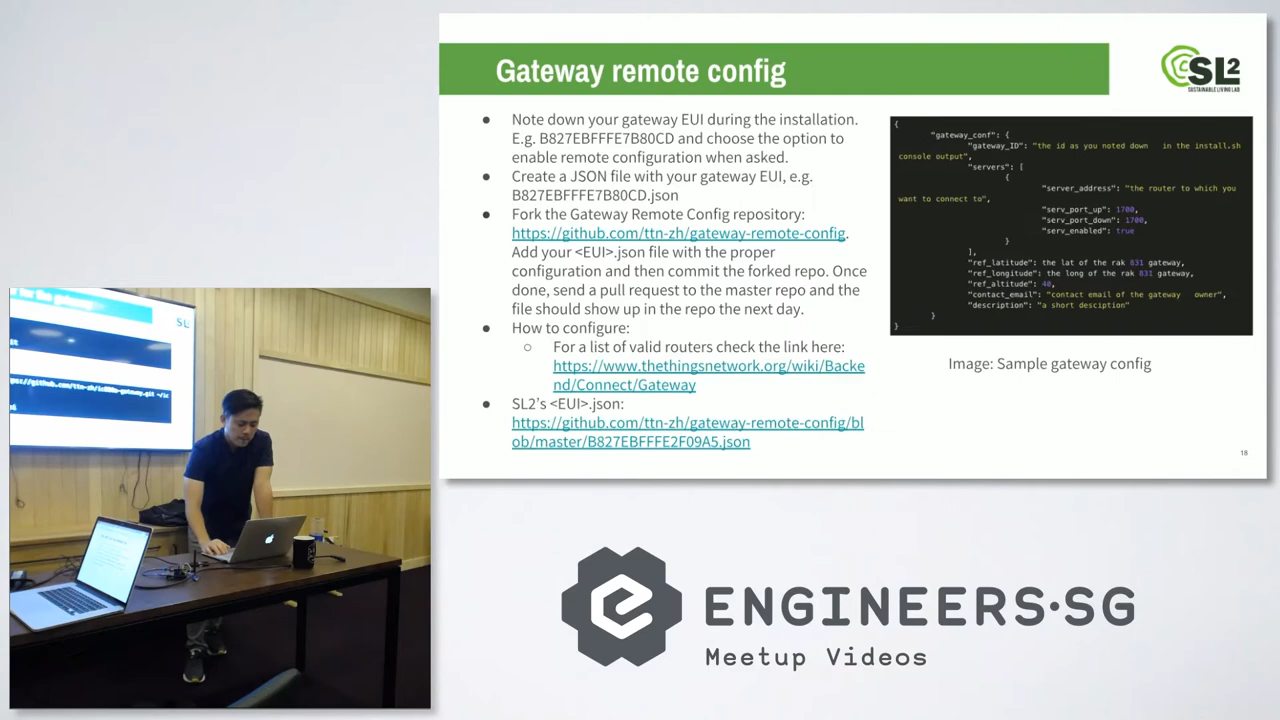 Gateway remote config
SL2
SUSTAINABLE LIVING LAB
● Note down your gateway EUI during the installation.
E.g. B827EBFFFE7B80CD and choose the option to
enable remote configuration when asked.
● Create a JSON file with your gateway EUI, e.g.
B827EBFFFE7B80CD.json
● Fork the Gateway Remote Config repository:
https://github.com/ttn-zh/gateway-remote-config.
Add your <EUI>.json file with the proper
configuration and then commit the forked repo. Once
done, send a pull request to the master repo and the
file should show up in the repo the next day.
● How to configure:
○ For a list of valid routers check the link here:
https://www.thethingsnetwork.org/wiki/Backe
nd/Connect/Gateway
● SL2's <EUI>.json:
https://github.com/ttn-zh/gateway-remote-config/bl
ob/master/B827EBFFFE2F09A5.json
{
"gateway_conf": {
"gateway_ID": "the id as you noted down in the install.sh
console output",
"servers": [
{
"server_address": "the router to which you
want to connect to",
"serv_port_up": 1700,
"serv_port_down": 1700,
"serv_enabled": true
}
],
"ref_latitude": the lat of the rak 831 gateway,
"ref_longitude": the long of the rak 831 gateway,
"ref_altitude": 40,
"contact_email": "contact email of the gateway owner",
"description": "a short desciption"
}
}
Image: Sample gateway config
18
for the gateway
SL2
ENGINEERS·SG
Meetup Videos